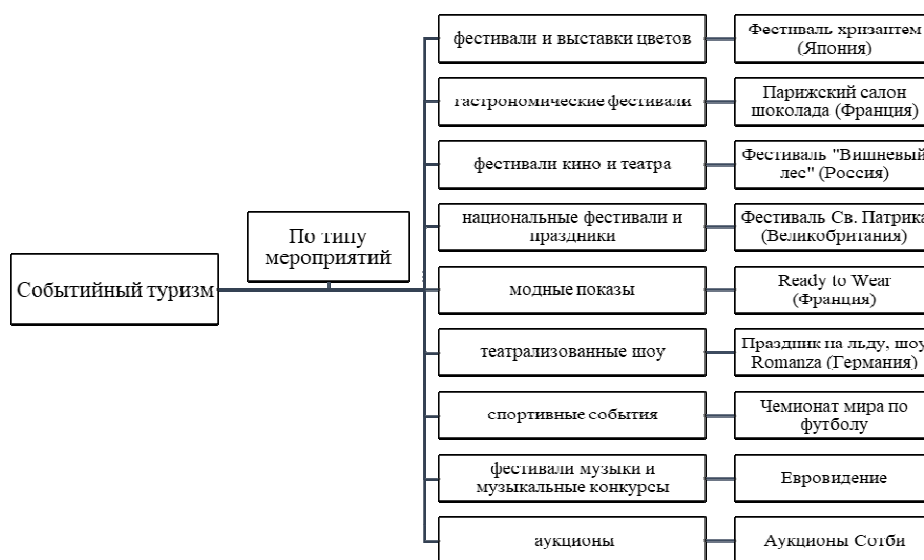 Событийный туризм
По типу
мероприятий
фестивали и выставки цветов
Фестиваль хризантем
(Япония)
гастрономические фестивали
Парижский салон
шоколада (Франция)
фестивали кино и театра
Фестиваль "Вишневый
лес" (Россия)
национальные фестивали и
праздники
Фестиваль Св. Патрика
(Великобритания)
модные показы
Ready to Wear
(Франция)
театрализованные шоу
Праздник на льду, шоу
Romanza (Германия)
спортивные события
Чемионат мира по
футболу
фестивали музыки и
музыкальные конкурсы
Евровидение
аукционы
Аукционы Сотби